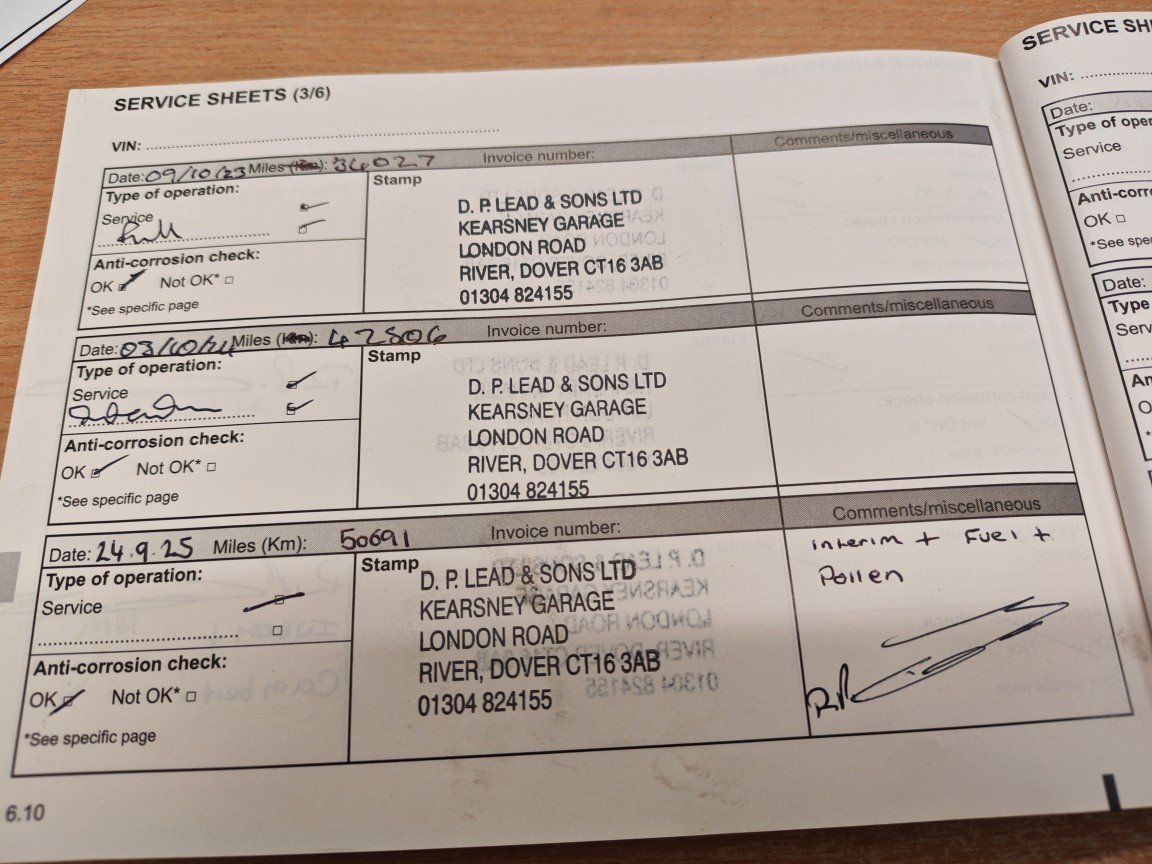 SERVICE SHEETS (3/6)
VIN:
Date: 09/10/23 Miles (Km): 34027 Invoice number: Comments/miscellaneous
Type of operation:
Service
Full
Anti-corrosion check:
OK Not OK*
*See specific page
Stamp
D. P. LEAD & SONS LTD
KEARSNEY GARAGE
LONDON ROAD
RIVER, DOVER CT16 3AB
01304 824155
Date: 03/10/24 Miles (Km): 42506 Invoice number: Comments/miscellaneous
Type of operation:
Service
Anti-corrosion check:
OK Not OK*
*See specific page
Stamp
D. P. LEAD & SONS LTD
KEARSNEY GARAGE
LONDON ROAD
RIVER, DOVER CT16 3AB
01304 824155
Date: 24.9.25 Miles (Km): 50691 Invoice number: Comments/miscellaneous
Type of operation:
Service
Anti-corrosion check:
OK Not OK*
*See specific page
Stamp
D. P. LEAD & SONS LTD
KEARSNEY GARAGE
LONDON ROAD
RIVER, DOVER CT16 3AB
01304 824155
interim + Fuel +
Pollen
6.10
SERVICE SH
VIN:
Date:
Type of oper
Service
Anti-corro
OK
*See spe
Date:
Type
Serv
An